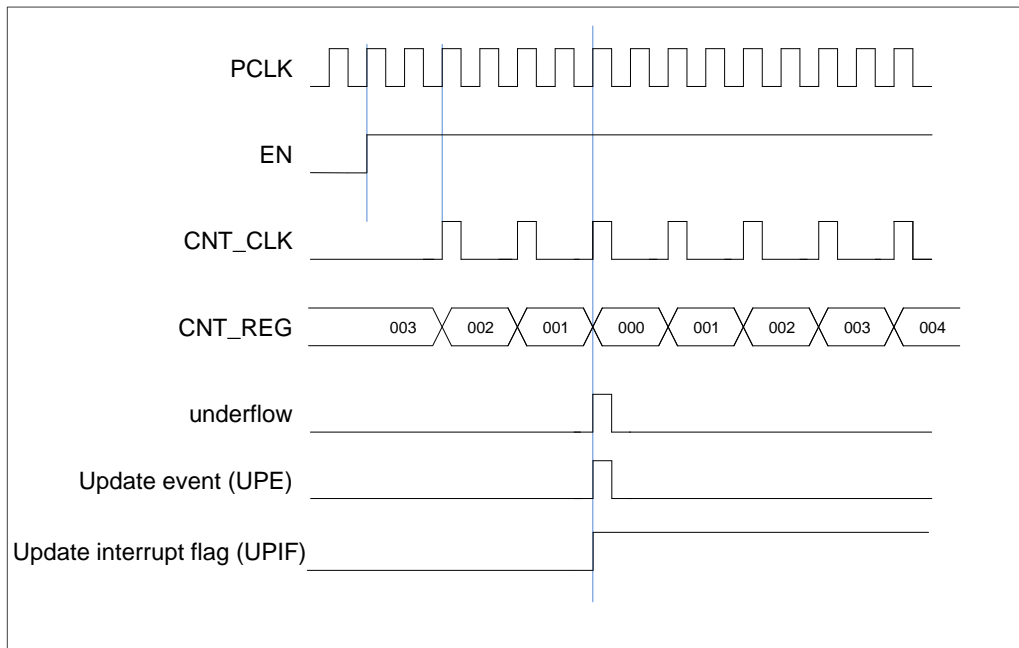 PCLK
EN
CNT_CLK
CNT_REG 003 002 001 000 001 002 003 004
underflow
Update event (UPE)
Update interrupt flag (UPIF)